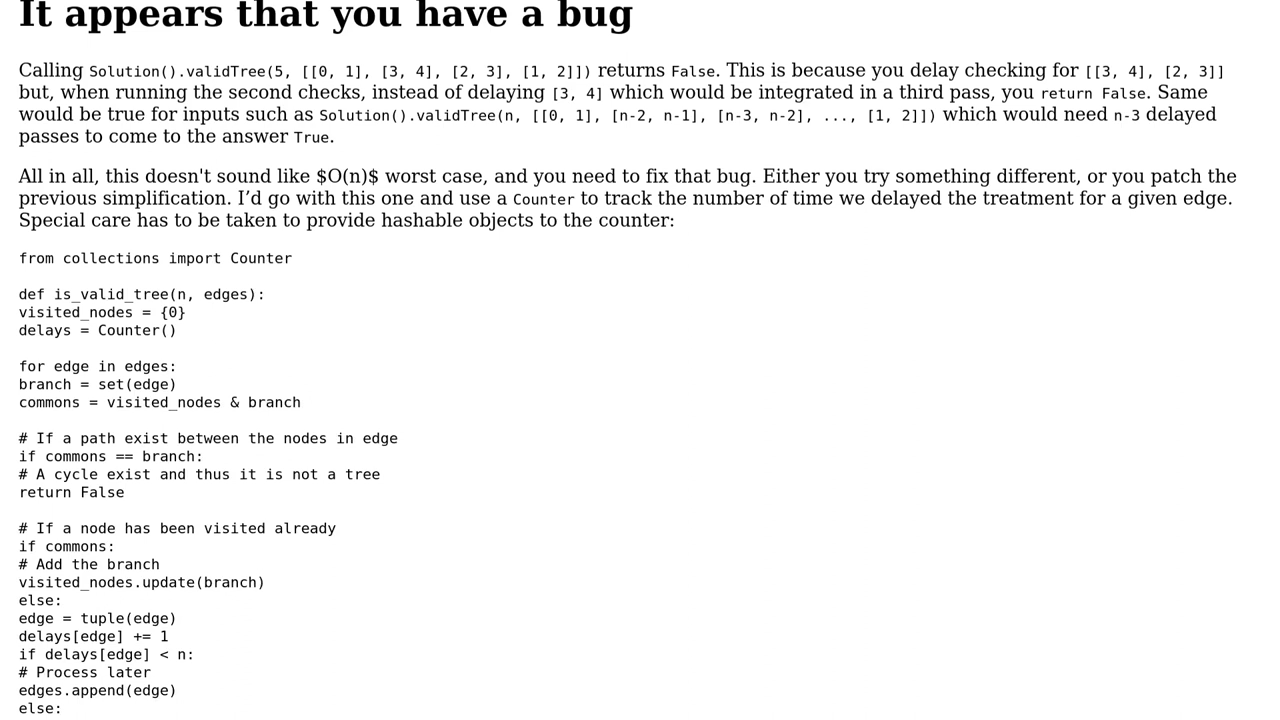 It appears that you have a bug
Calling Solution().validTree(5, [[0, 1], [3, 4], [2, 3], [1, 2]]) returns False. This is because you delay checking for [[3, 4], [2, 3]]
but, when running the second checks, instead of delaying [3, 4] which would be integrated in a third pass, you return False. Same
would be true for inputs such as Solution().validTree(n, [[0, 1], [n-2, n-1], [n-3, n-2], ..., [1, 2]]) which would need n-3 delayed
passes to come to the answer True.
All in all, this doesn't sound like $O(n)$ worst case, and you need to fix that bug. Either you try something different, or you patch the
previous simplification. I’d go with this one and use a Counter to track the number of time we delayed the treatment for a given edge.
Special care has to be taken to provide hashable objects to the counter:
from collections import Counter
def is_valid_tree(n, edges):
visited_nodes = {0}
delays = Counter()
for edge in edges:
branch = set(edge)
commons = visited_nodes & branch
# If a path exist between the nodes in edge
if commons == branch:
# A cycle exist and thus it is not a tree
return False
# If a node has been visited already
if commons:
# Add the branch
visited_nodes.update(branch)
else:
edge = tuple(edge)
delays[edge] += 1
if delays[edge] < n:
# Process later
edges.append(edge)
else: